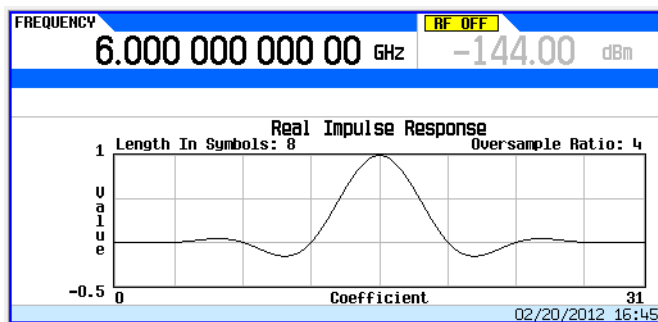 FREQUENCY RF OFF
6.000 000 000 00 GHz -144.00 dBm
Real Impulse Response
Length In Symbols: 8 Oversample Ratio: 4
1
Value
-0.5
0 Coefficient 31
02/20/2012 16:45